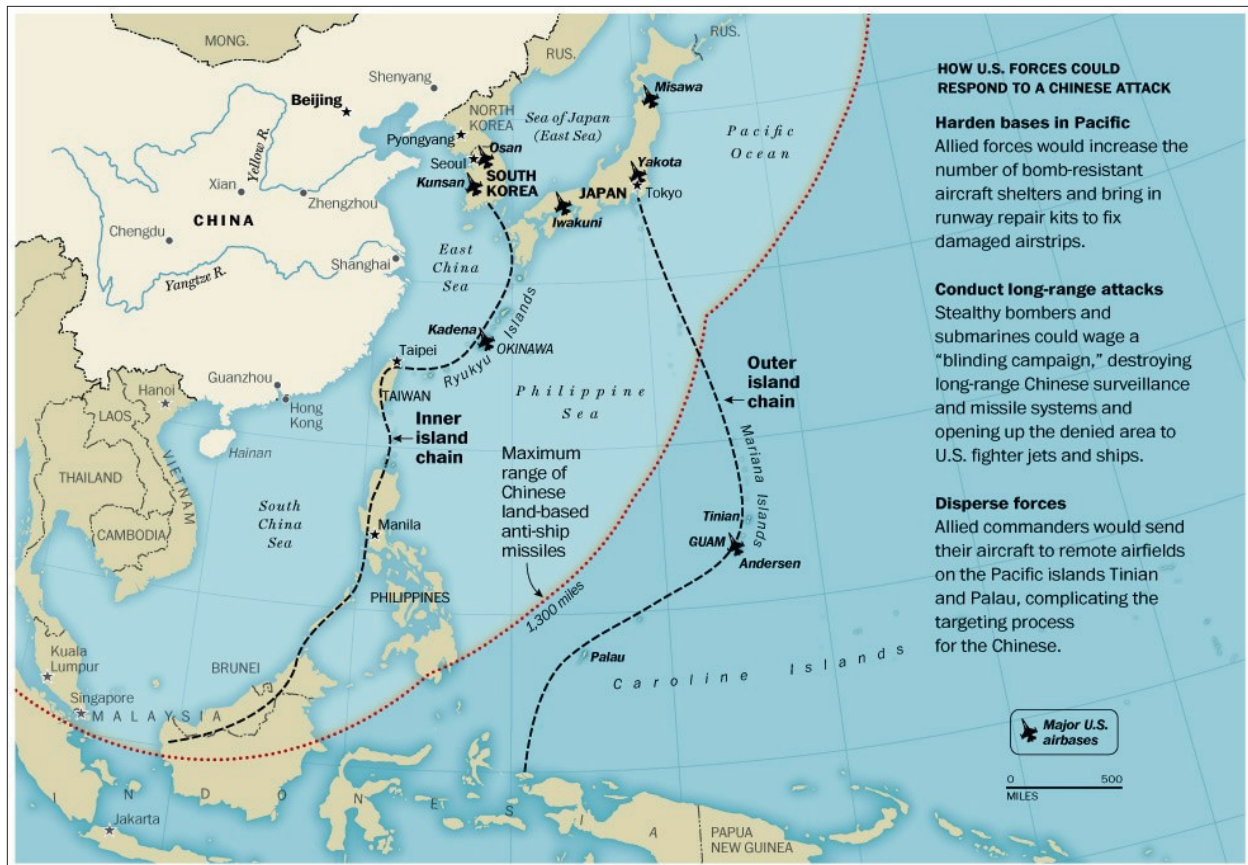 MONG.
RUS.
RUS.
Shenyang
Beijing
NORTH
KOREA
Sea of Japan
(East Sea)
Misawa
Pacific
Ocean
Yellow R.
Pyongyang
Seoul
Osan
SOUTH
KOREA
Kunsan
Yakota
JAPAN
Tokyo
Iwakuni
Xian
Zhengzhou
CHINA
Chengdu
Shanghai
Yangtze R.
East
China
Sea
Kadena
OKINAWA
Ryukyu Islands
Taipei
TAIWAN
Guanzhou
Hong
Kong
Hanoi
LAOS
Hainan
VIETNAM
THAILAND
CAMBODIA
Inner
island
chain
Philippine
Sea
Outer
island
chain
Mariana Islands
Maximum
range of
Chinese
land-based
anti-ship
missiles
1,300 miles
South
China
Sea
Manila
PHILIPPINES
Tinian
GUAM
Andersen
Palau
Caroline Islands
Kuala
Lumpur
Singapore
MALAYSIA
BRUNEI
INDONESIA
Jakarta
PAPUA
NEW GUINEA
HOW U.S. FORCES COULD
RESPOND TO A CHINESE ATTACK
Harden bases in Pacific
Allied forces would increase the
number of bomb-resistant
aircraft shelters and bring in
runway repair kits to fix
damaged airstrips.
Conduct long-range attacks
Stealthy bombers and
submarines could wage a
“blinding campaign,” destroying
long-range Chinese surveillance
and missile systems and
opening up the denied area to
U.S. fighter jets and ships.
Disperse forces
Allied commanders would send
their aircraft to remote airfields
on the Pacific islands Tinian
and Palau, complicating the
targeting process
for the Chinese.
Major U.S.
airbases
0 500
MILES